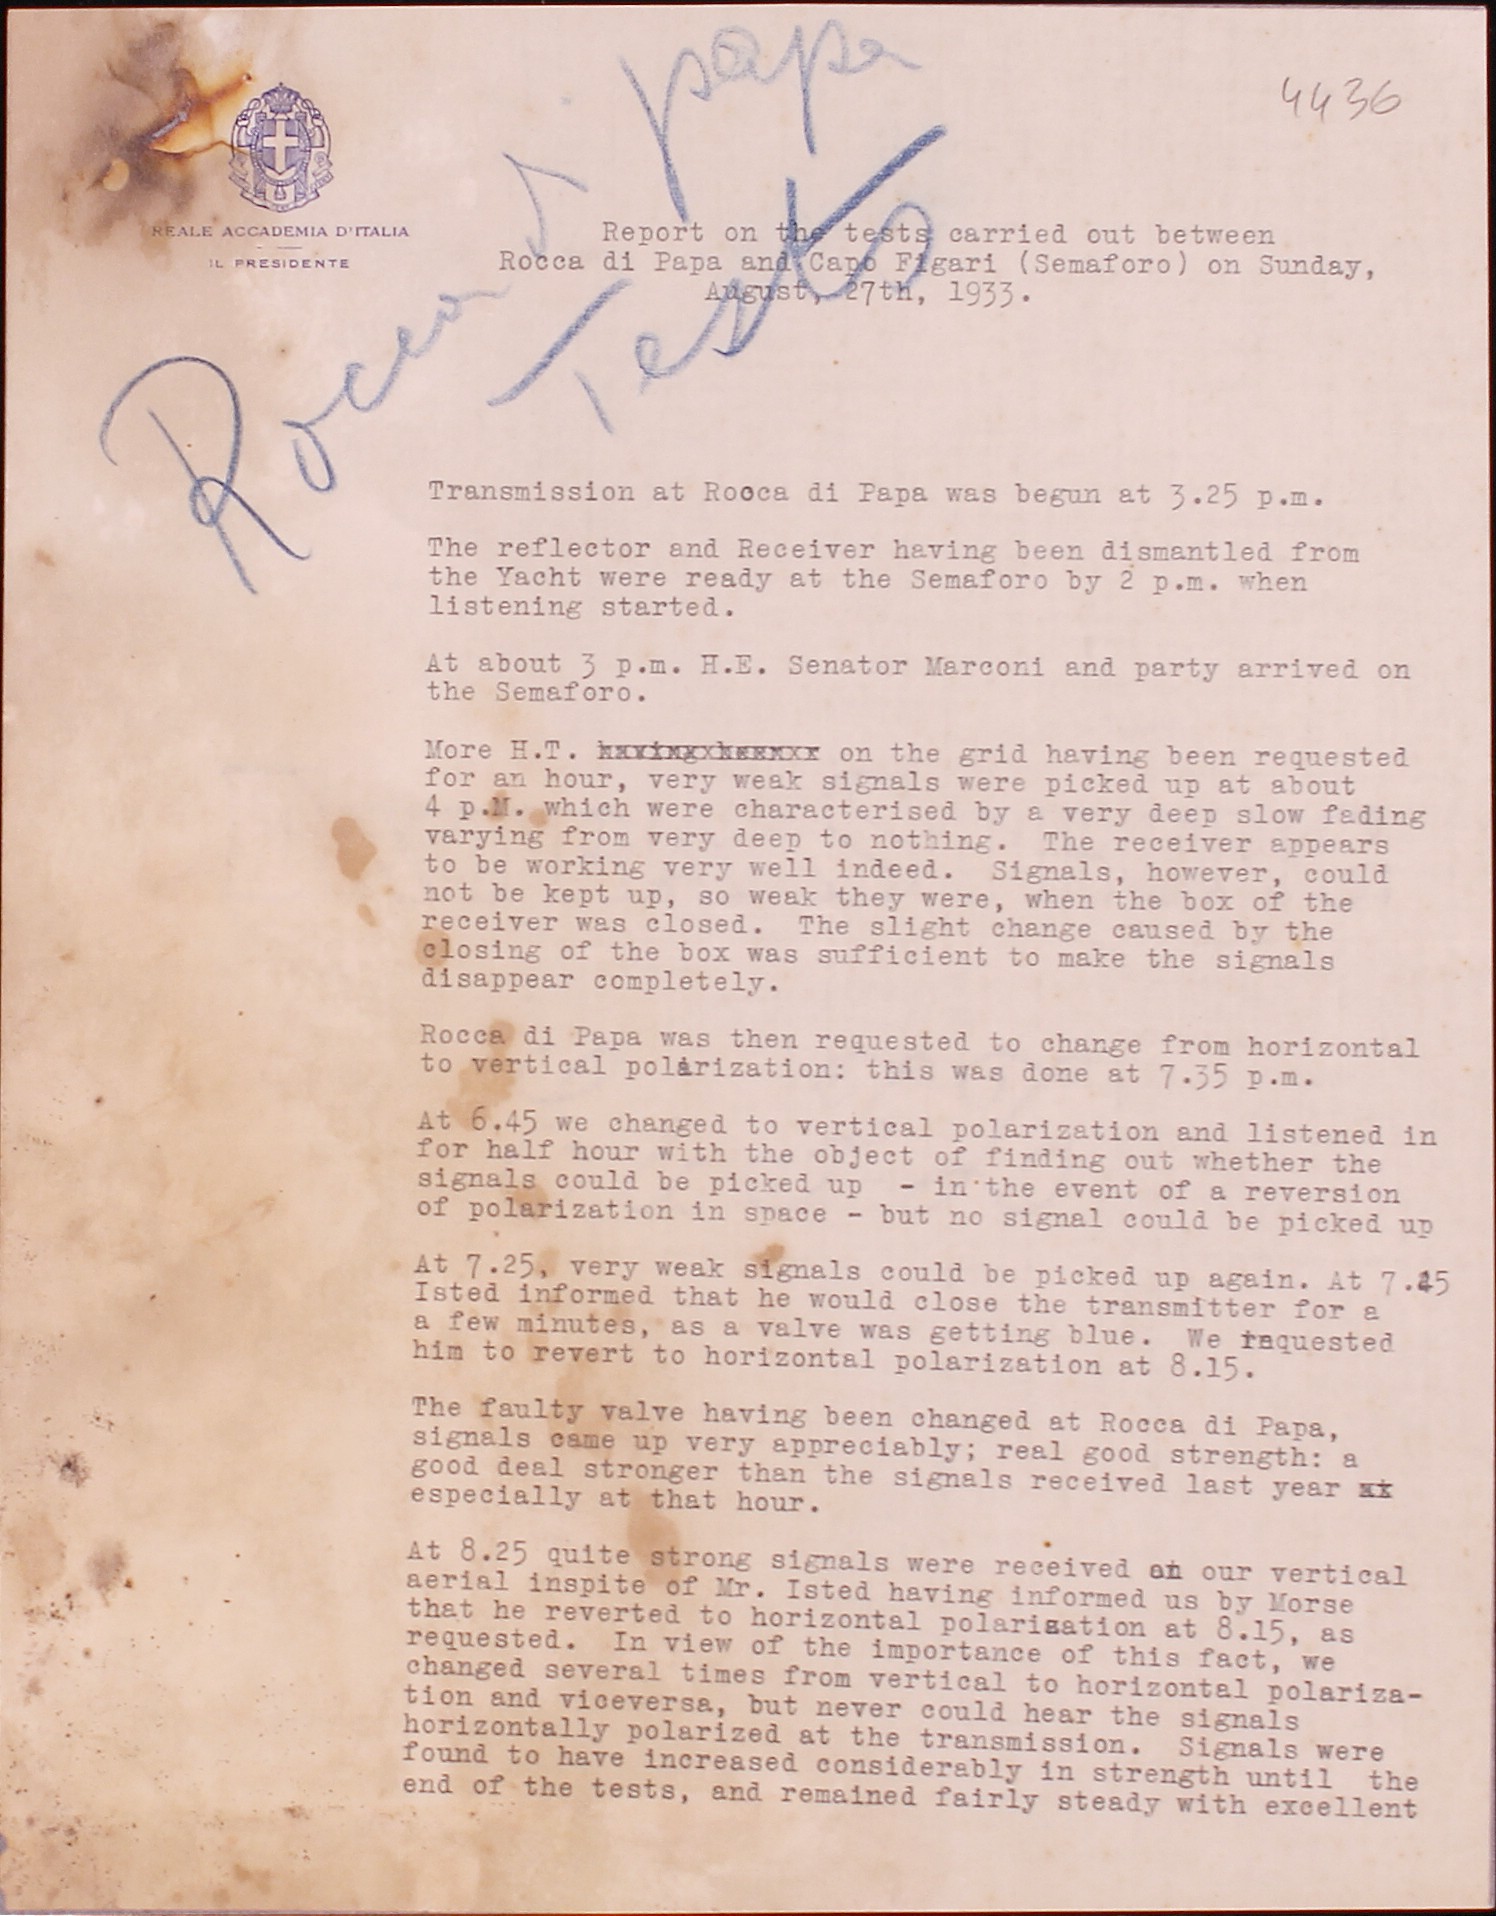 4436
Rocca di papa
Tests
REALE ACCADEMIA D'ITALIA
IL PRESIDENTE
Report on the tests carried out between
Rocca di Papa and Capo Figari (Semaforo) on Sunday,
August, 27th, 1933.
Transmission at Rocca di Papa was begun at 3.25 p.m.
The reflector and Receiver having been dismantled from
the Yacht were ready at the Semaforo by 2 p.m. when
listening started.
At about 3 p.m. H.E. Senator Marconi and party arrived on
the Semaforo.
More H.T. on the grid having been requested
for an hour, very weak signals were picked up at about
4 p.M. which were characterised by a very deep slow fading
varying from very deep to nothing. The receiver appears
to be working very well indeed. Signals, however, could
not be kept up, so weak they were, when the box of the
receiver was closed. The slight change caused by the
closing of the box was sufficient to make the signals
disappear completely.
Rocca di Papa was then requested to change from horizontal
to vertical polarization: this was done at 7.35 p.m.
At 6.45 we changed to vertical polarization and listened in
for half hour with the object of finding out whether the
signals could be picked up - in the event of a reversion
of polarization in space - but no signal could be picked up
At 7.25, very weak signals could be picked up again. At
Isted informed that he would close the transmitter for a
a few minutes, as a valve was getting blue. We requested
him to revert to horizontal polarization at 8.15.
The faulty valve having been changed at Rocca di Papa,
signals came up very appreciably; real good strength: a
good deal stronger than the signals received last year
especially at that hour.
At 8.25 quite strong signals were received on our vertical
aerial inspite of Mr. Isted having informed us by Morse
that he reverted to horizontal polarization at 8.15, as
requested. In view of the importance of this fact, we
changed several times from vertical to horizontal polariza-
tion and viceversa, but never could hear the signals
horizontally polarized at the transmission. Signals were
found to have increased considerably in strength until the
end of the tests, and remained fairly steady with excellent